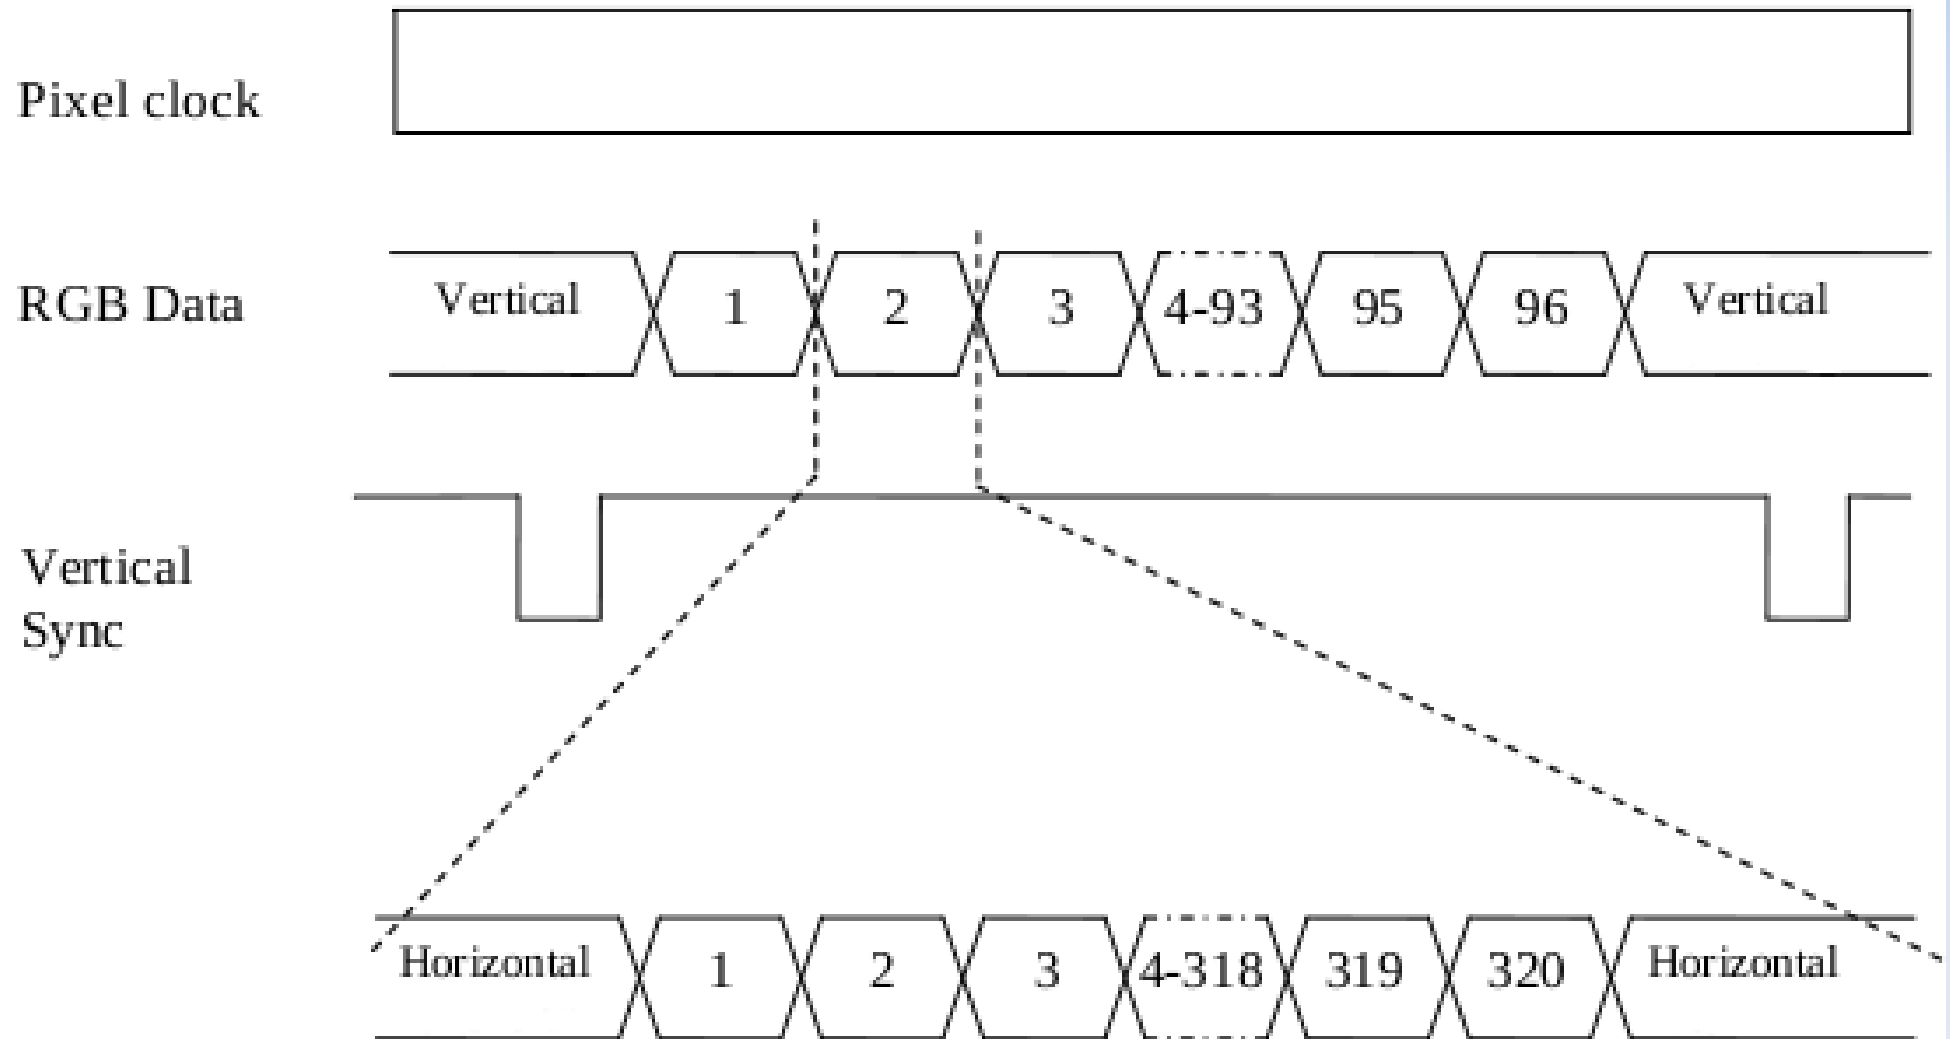 Pixel clock
RGB Data
Vertical 1 2 3 4-93 95 96 Vertical
Vertical
Sync
Horizontal 1 2 3 4-318 319 320 Horizontal